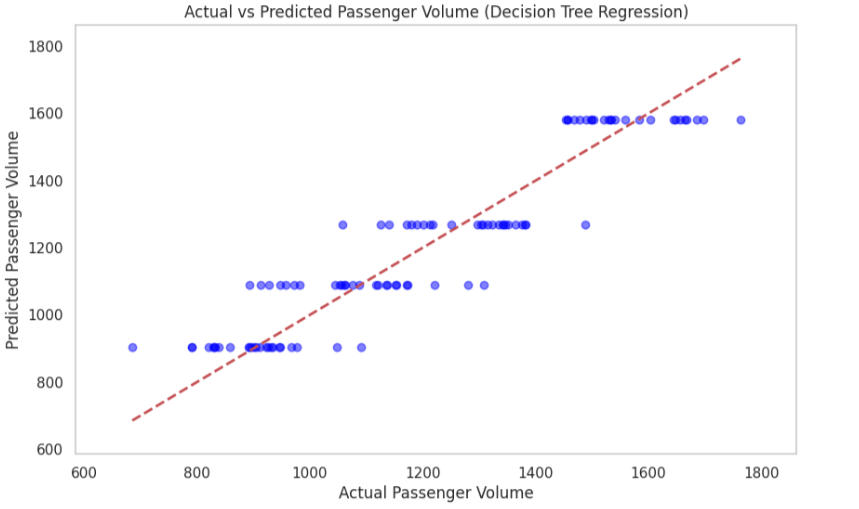 Actual vs Predicted Passenger Volume (Decision Tree Regression)
Predicted Passenger Volume
1800
1600
1400
1200
1000
800
600
600 800 1000 1200 1400 1600 1800
Actual Passenger Volume